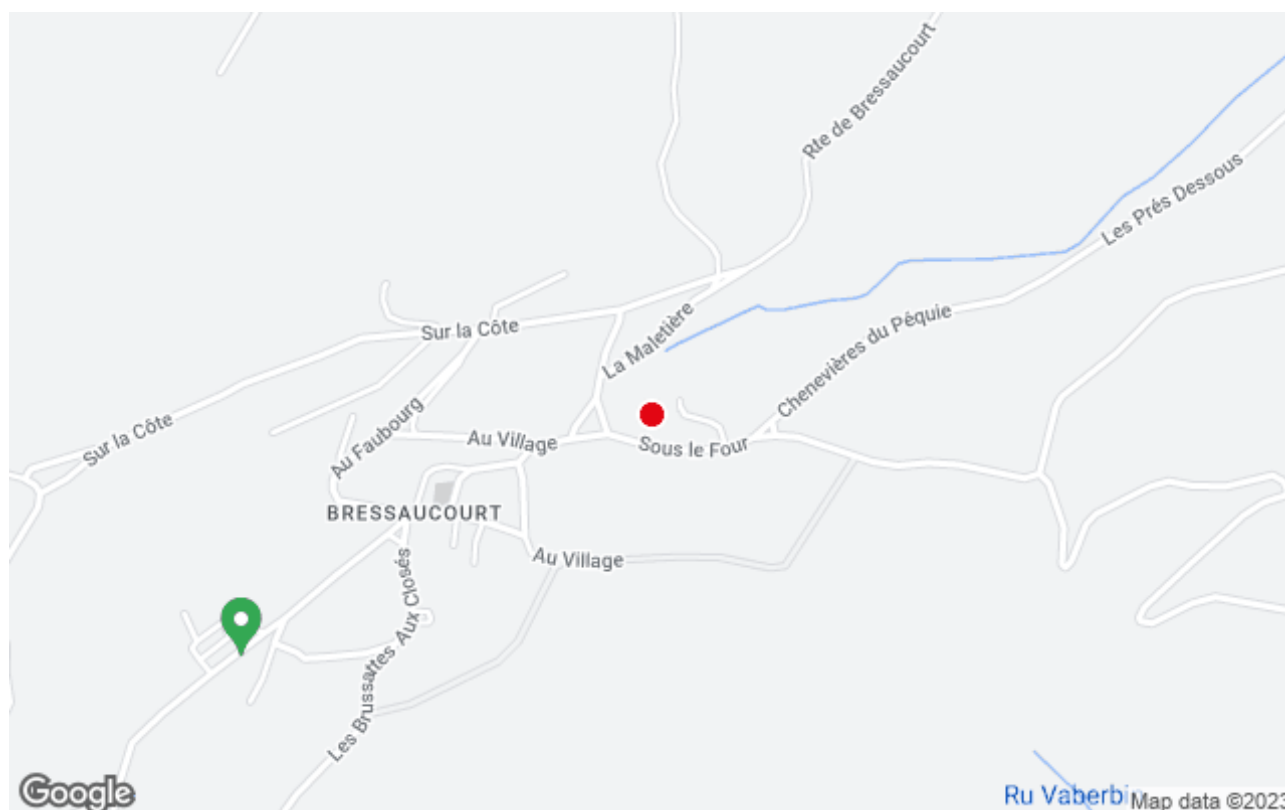 Rte de Bressaucourt
Les Prés Dessous
La Maletière
Sur la Côte
Chenevières du Péquie
Sur la Côte
Au Faubourg
Au Village
Sous le Four
BRESSAUCOURT
Au Village
Aux Closés
Les Brussattes
Ru Vaberbin
Google
Map data ©2023